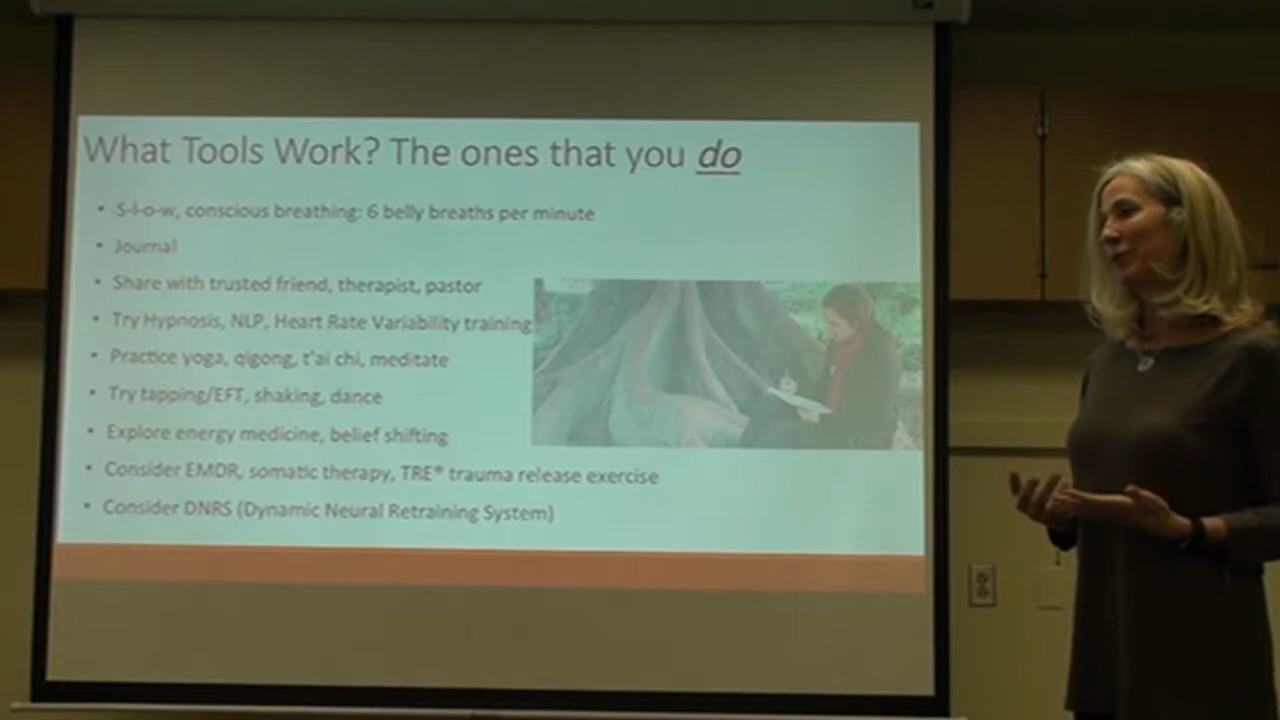 What Tools Work? The ones that you do
• S-l-o-w, conscious breathing: 6 belly breaths per minute
• Journal
• Share with trusted friend, therapist, pastor
• Try Hypnosis, NLP, Heart Rate Variability training
• Practice yoga, qigong, t'ai chi, meditate
• Try tapping/EFT, shaking, dance
• Explore energy medicine, belief shifting
• Consider EMDR, somatic therapy, TRE® trauma release exercise
• Consider DNRS (Dynamic Neural Retraining System)